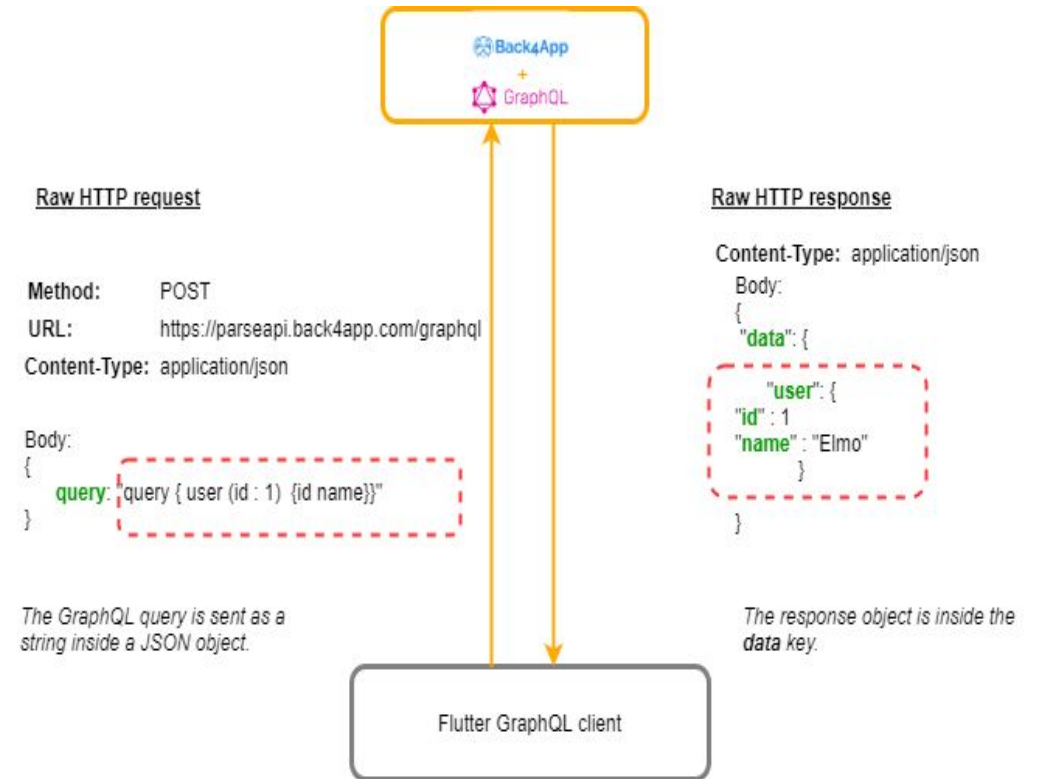 Back4App
+
GraphQL
Raw HTTP request
Method: POST
URL: https://parseapi.back4app.com/graphql
Content-Type: application/json
Body:
{
query: "query { user (id : 1) {id name}}"
}
The GraphQL query is sent as a
string inside a JSON object.
Raw HTTP response
Content-Type: application/json
Body:
{
"data": {
"user": {
"id" : 1
"name" : "Elmo"
}
}
The response object is inside the
data key.
Flutter GraphQL client